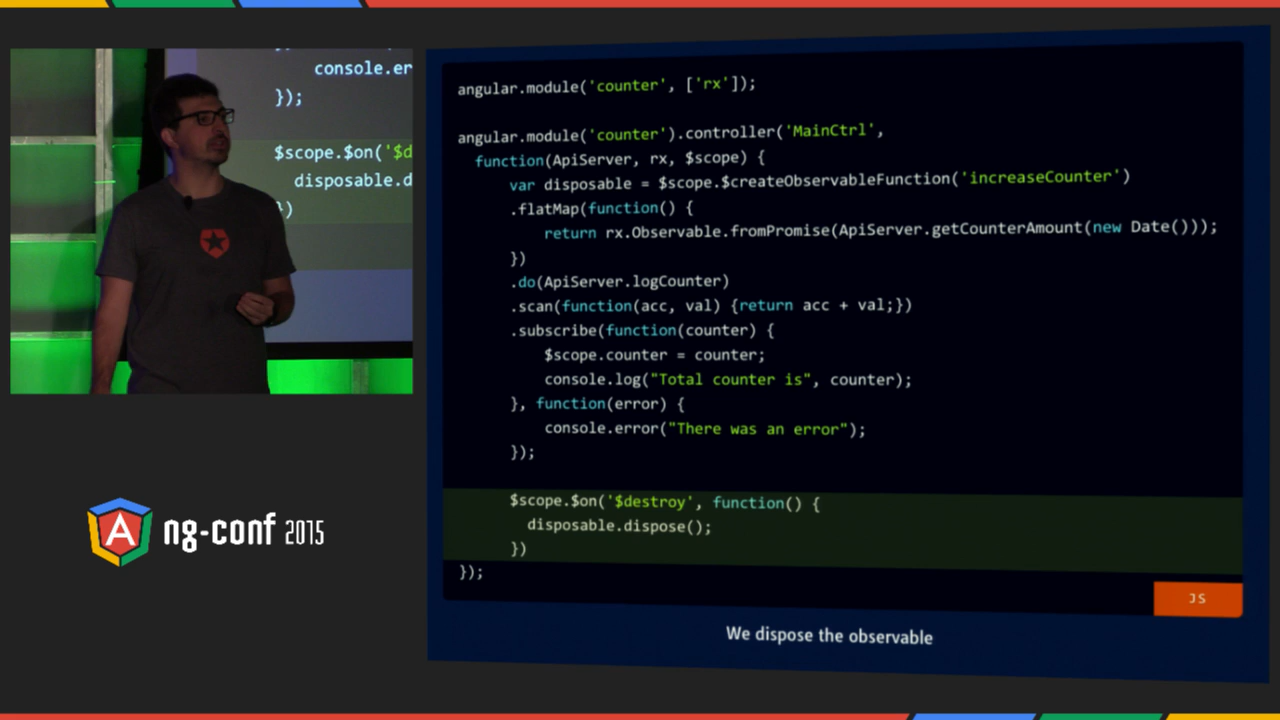 console.er
});
$scope.$on('$d
disposable.d
})
ng-conf 2015
angular.module('counter', ['rx']);
angular.module('counter').controller('MainCtrl',
function(ApiServer, rx, $scope) {
var disposable = $scope.$createObservableFunction('increaseCounter')
.flatMap(function() {
return rx.Observable.fromPromise(ApiServer.getCounterAmount(new Date()));
})
.do(ApiServer.logCounter)
.scan(function(acc, val) {return acc + val;})
.subscribe(function(counter) {
$scope.counter = counter;
console.log("Total counter is", counter);
}, function(error) {
console.error("There was an error");
});
$scope.$on('$destroy', function() {
disposable.dispose();
})
});
JS
We dispose the observable